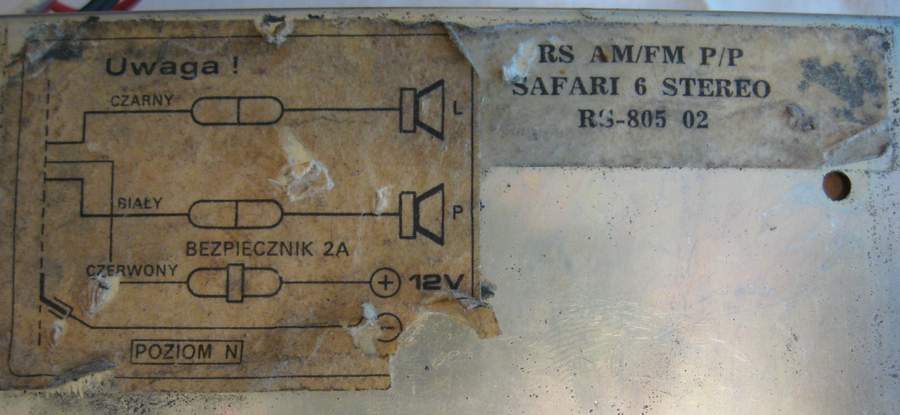 Uwaga !
CZARNY
L
BIAŁY
P
BEZPIECZNIK 2A
CZERWONY
+ 12V
−
POZIOM N
RS AM/FM P/P
SAFARI 6 STEREO
RS-805 02